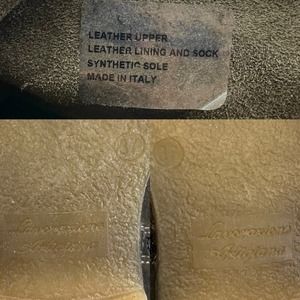 LEATHER UPPER
LEATHER LINING AND SOCK
SYNTHETIC SOLE
MADE IN ITALY
Lavorazione
Artigiana
Lavorazione
Artigiana